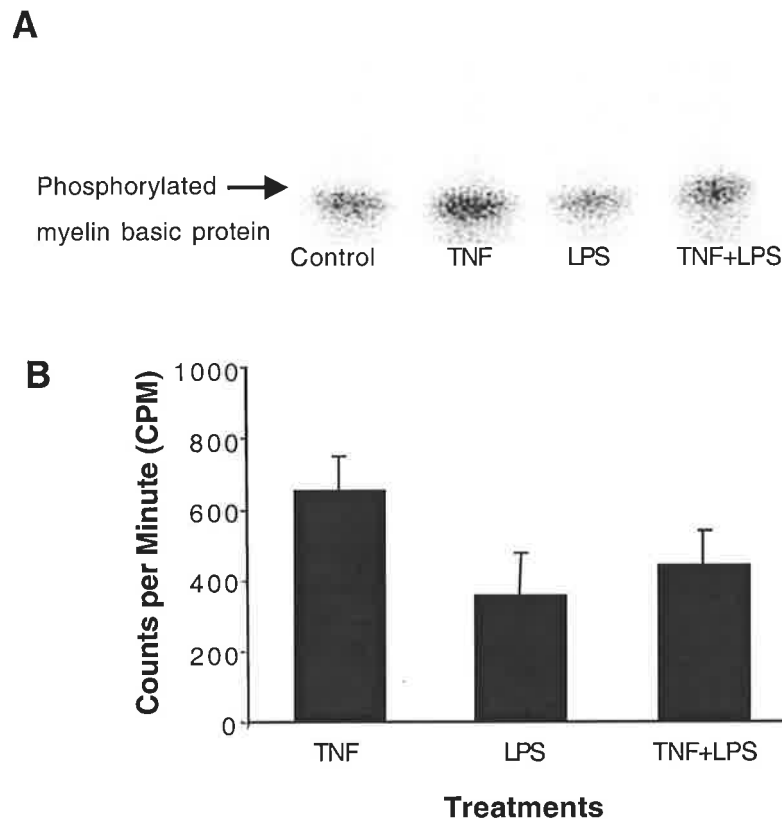 A
Phosphorylated
myelin basic protein
Control TNF LPS TNF+LPS
B
Counts per Minute (CPM)
1000
800
600
400
200
0
TNF LPS TNF+LPS
Treatments